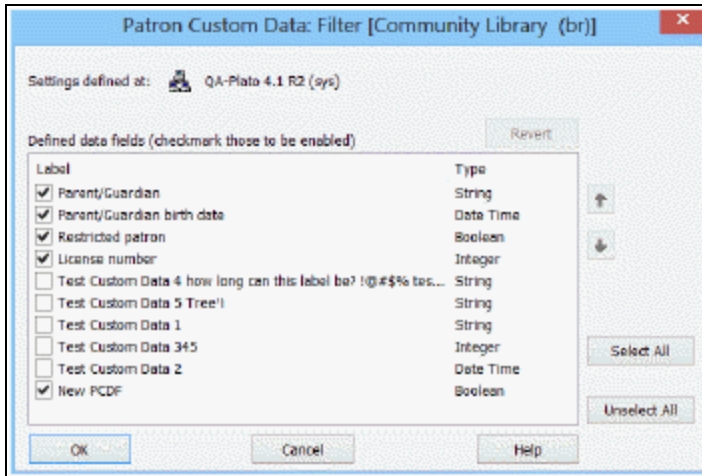 Patron Custom Data: Filter [Community Library (br)]
Settings defined at: QA-Plato 4.1 R2 (sys)
Defined data fields (checkmark those to be enabled) Revert
Label Type
Parent/Guardian String
Parent/Guardian birth date Date Time
Restricted patron Boolean
License number Integer
Test Custom Data 4 how long can this label be? !@#$% tes... String
Test Custom Data 5 Tree'! String
Test Custom Data 1 String
Test Custom Data 345 Integer
Test Custom Data 2 Date Time
New PCDF Boolean
Select All
Unselect All
OK Cancel Help